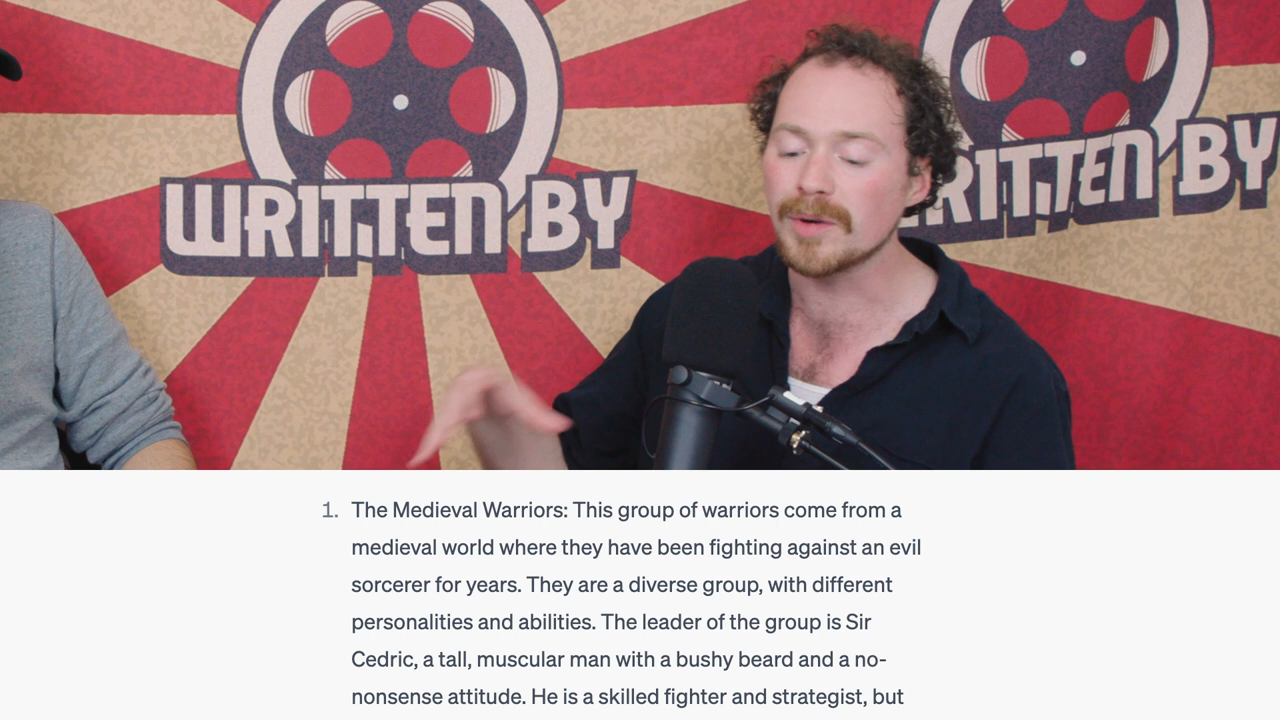 WRITTEN BY
WRITTEN BY
1. The Medieval Warriors: This group of warriors come from a
medieval world where they have been fighting against an evil
sorcerer for years. They are a diverse group, with different
personalities and abilities. The leader of the group is Sir
Cedric, a tall, muscular man with a bushy beard and a no-
nonsense attitude. He is a skilled fighter and strategist, but